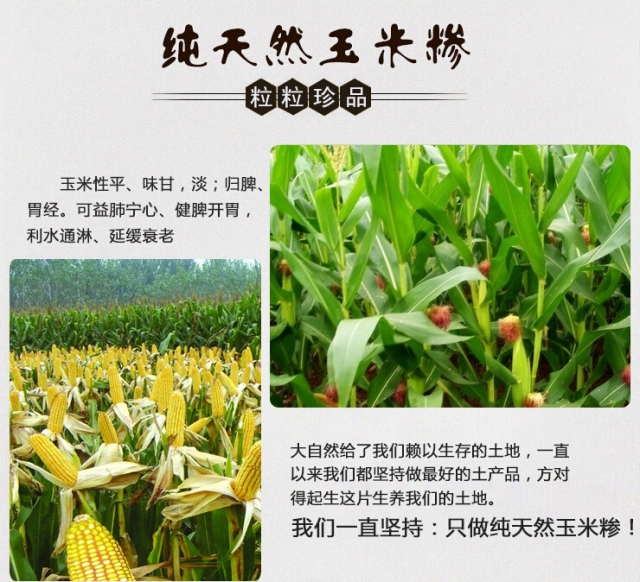 纯天然玉米糁
粒粒珍品
玉米性平、味甘，淡；归脾、
胃经。可益肺宁心、健脾开胃，
利水通淋、延缓衰老
大自然给了我们赖以生存的土地，一直
以来我们都坚持做最好的土产品，方对
得起生这片生养我们的土地。
我们一直坚持：只做纯天然玉米糁！